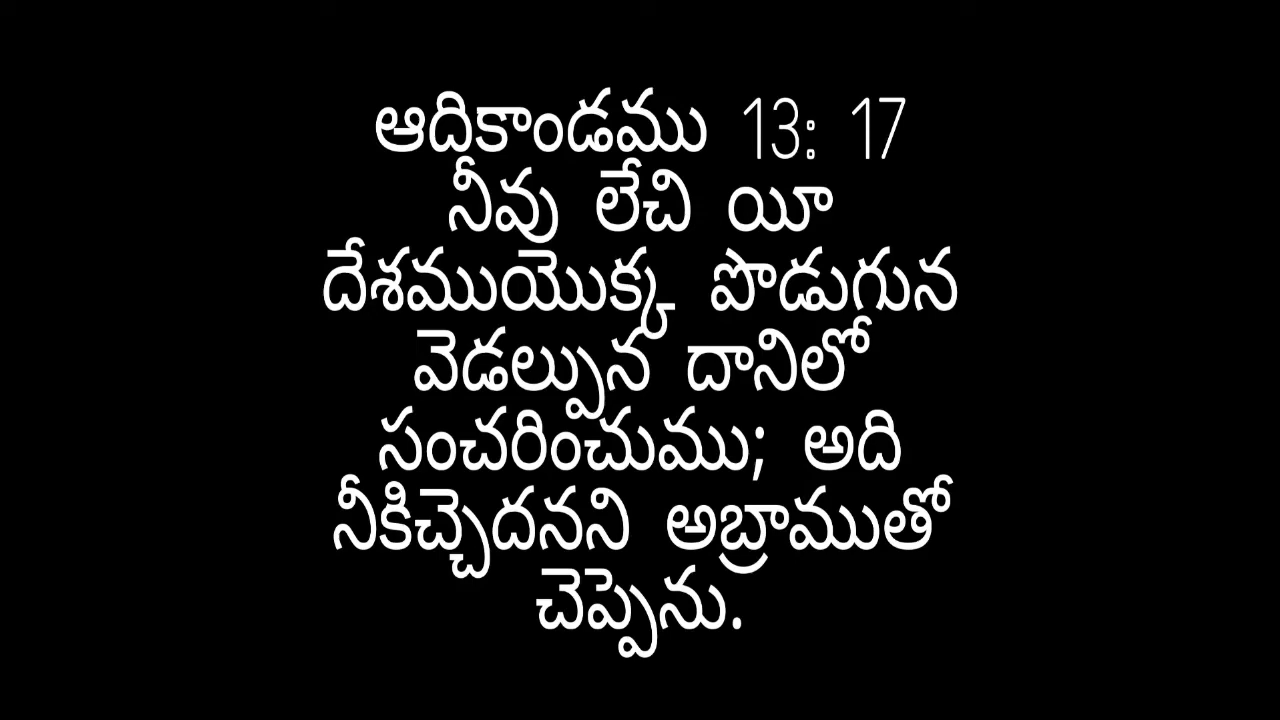 ఆదికాండము 13: 17
నీవు లేచి యీ
దేశముయొక్క పొడుగున
వెడల్పున దానిలో
సంచరించుము; అది
నీకిచ్చెదనని అబ్రాముతో
చెప్పెను.